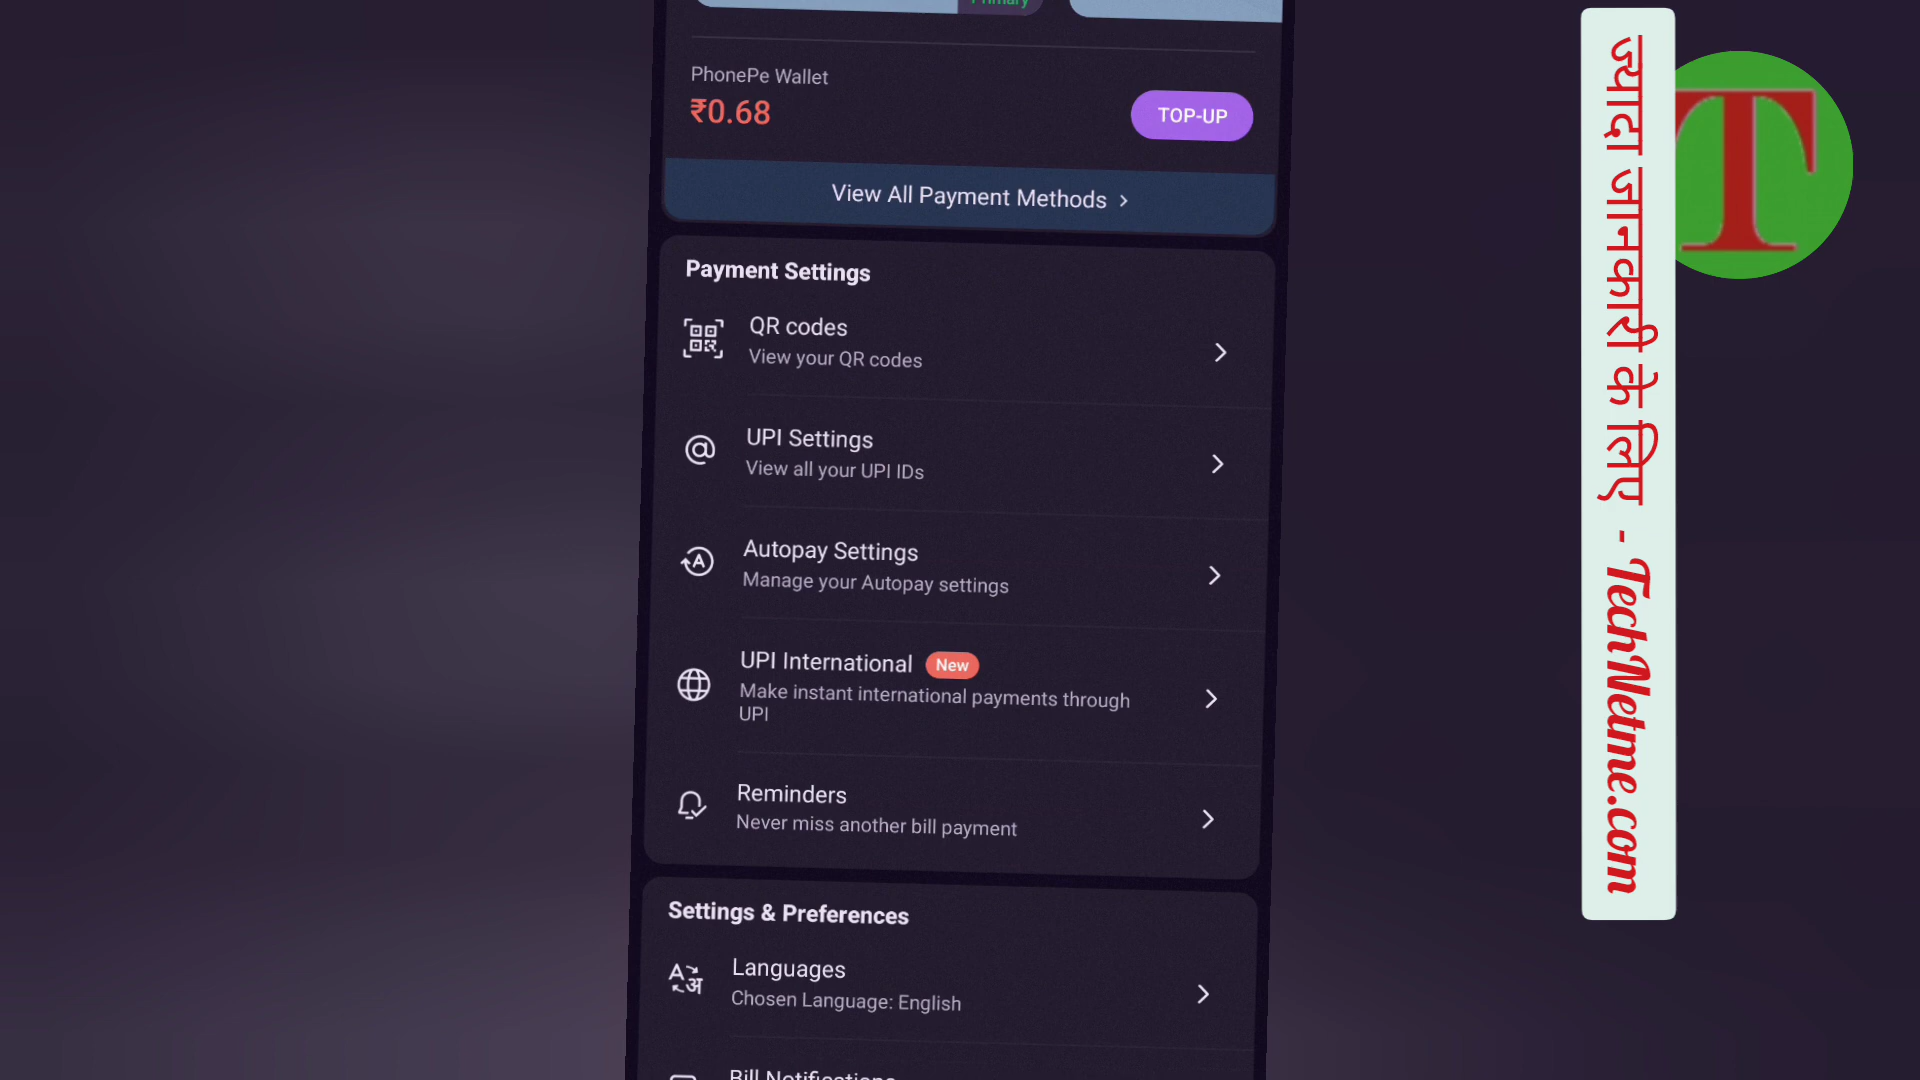 Primary
PhonePe Wallet
₹0.68
TOP-UP
View All Payment Methods
Payment Settings
QR codes
View your QR codes
UPI Settings
View all your UPI IDs
Autopay Settings
Manage your Autopay settings
UPI International New
Make instant international payments through
UPI
Reminders
Never miss another bill payment
Settings & Preferences
Languages
Chosen Language: English
Bill Notifications
ज्यादा जानकारी के लिए - TechNetme.com
T